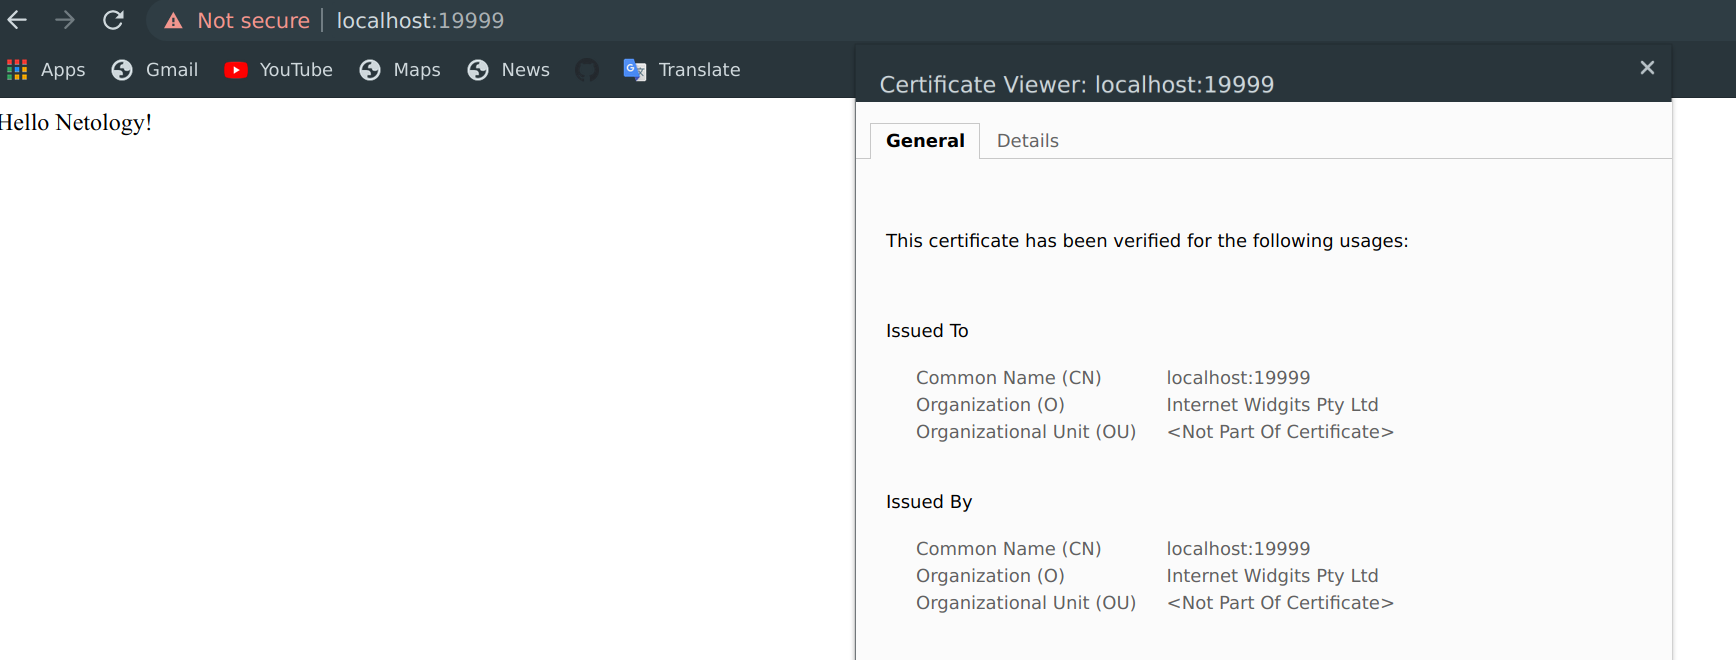 Not secure | localhost:19999
Apps Gmail YouTube Maps News Translate
Hello Netology!
Certificate Viewer: localhost:19999
General Details
This certificate has been verified for the following usages:
Issued To
Common Name (CN) localhost:19999
Organization (O) Internet Widgits Pty Ltd
Organizational Unit (OU) <Not Part Of Certificate>
Issued By
Common Name (CN) localhost:19999
Organization (O) Internet Widgits Pty Ltd
Organizational Unit (OU) <Not Part Of Certificate>